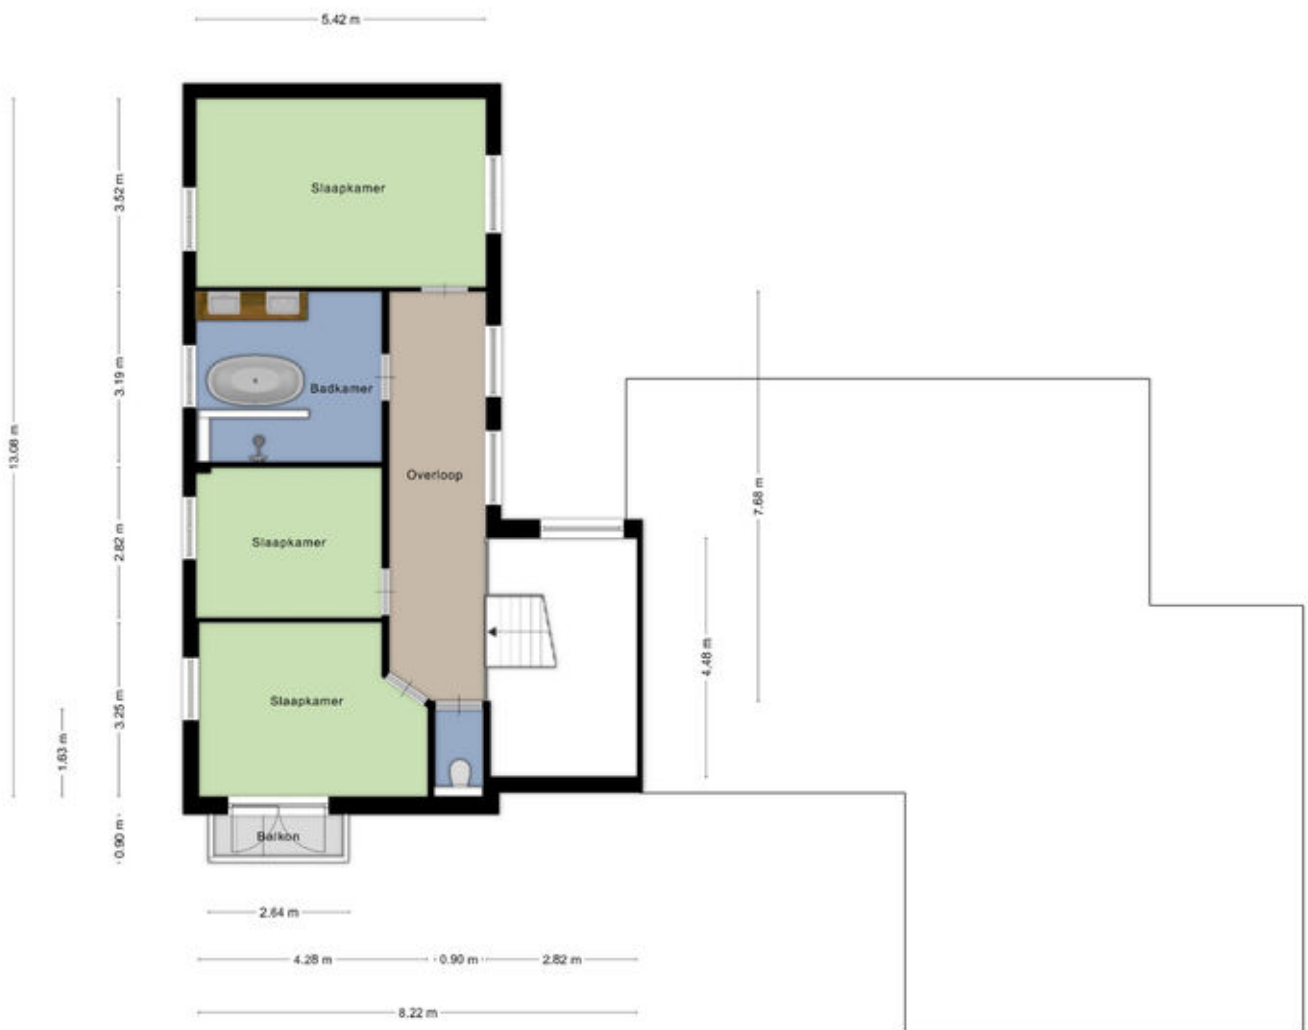 5.42 m
3.52 m
Slaapkamer
3.19 m
Badkamer
13.08 m
Overloop
7.68 m
2.82 m
Slaapkamer
4.48 m
3.25 m
Slaapkamer
1.63 m
0.90 m
Balkon
2.64 m
4.28 m
0.90 m
2.82 m
8.22 m